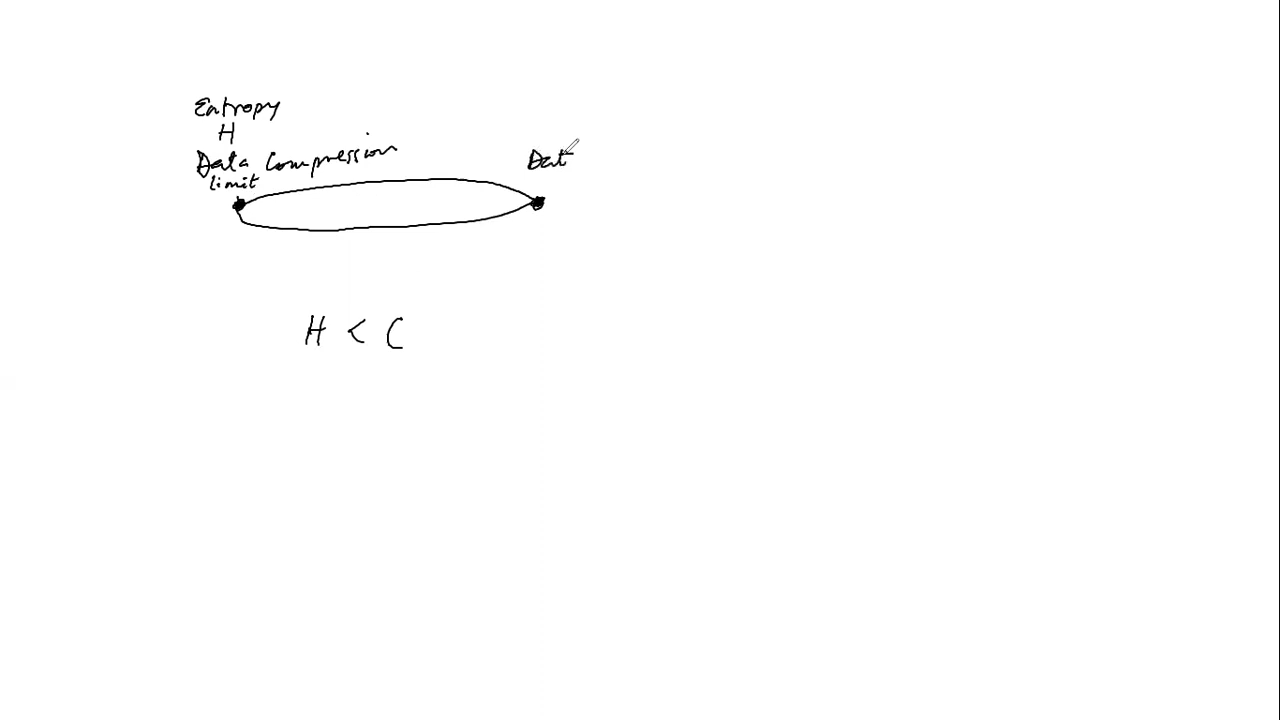 Entropy
H
Data Compression
limit
Dat
H < C